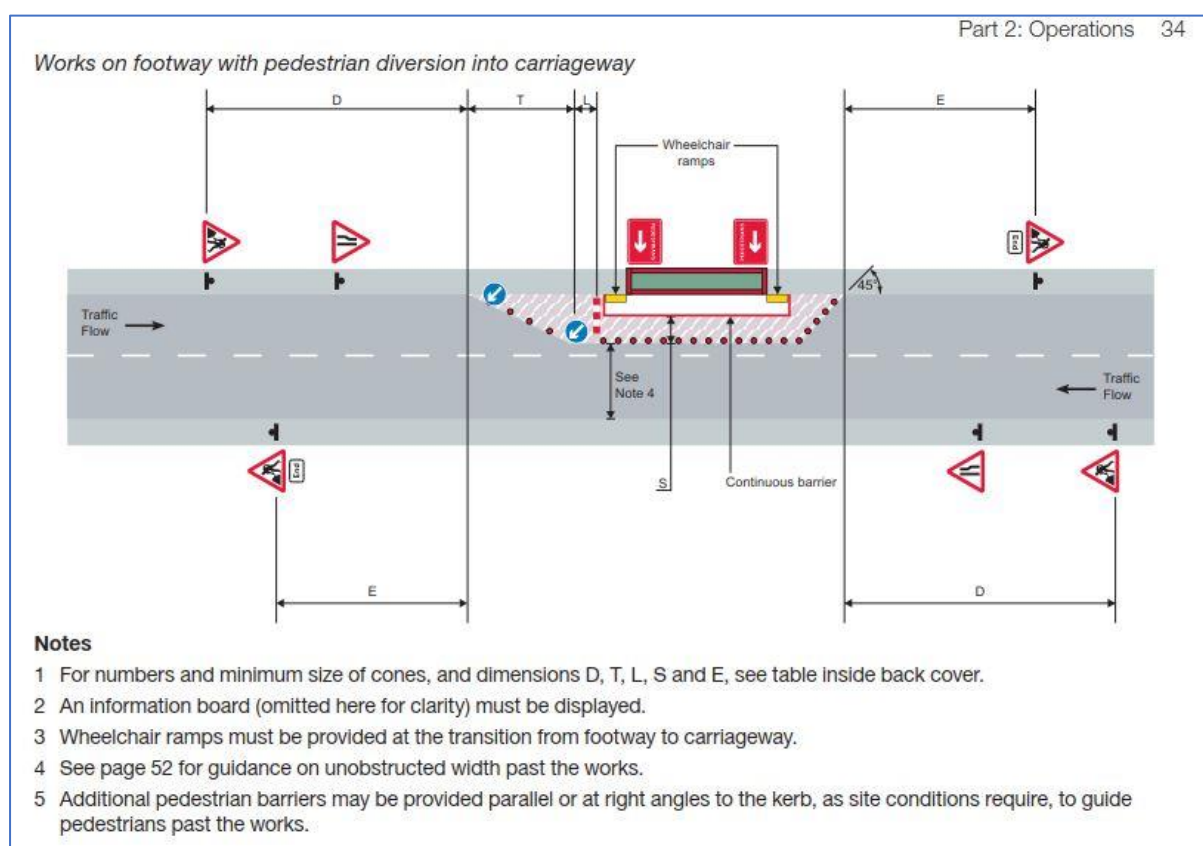 Part 2: Operations 34
Works on footway with pedestrian diversion into carriageway
D
T
L
E
Wheelchair
ramps
End
45°
Traffic
Flow
See
Note 4
Traffic
Flow
End
S
Continuous barrier
E
D
Notes
1 For numbers and minimum size of cones, and dimensions D, T, L, S and E, see table inside back cover.
2 An information board (omitted here for clarity) must be displayed.
3 Wheelchair ramps must be provided at the transition from footway to carriageway.
4 See page 52 for guidance on unobstructed width past the works.
5 Additional pedestrian barriers may be provided parallel or at right angles to the kerb, as site conditions require, to guide
pedestrians past the works.